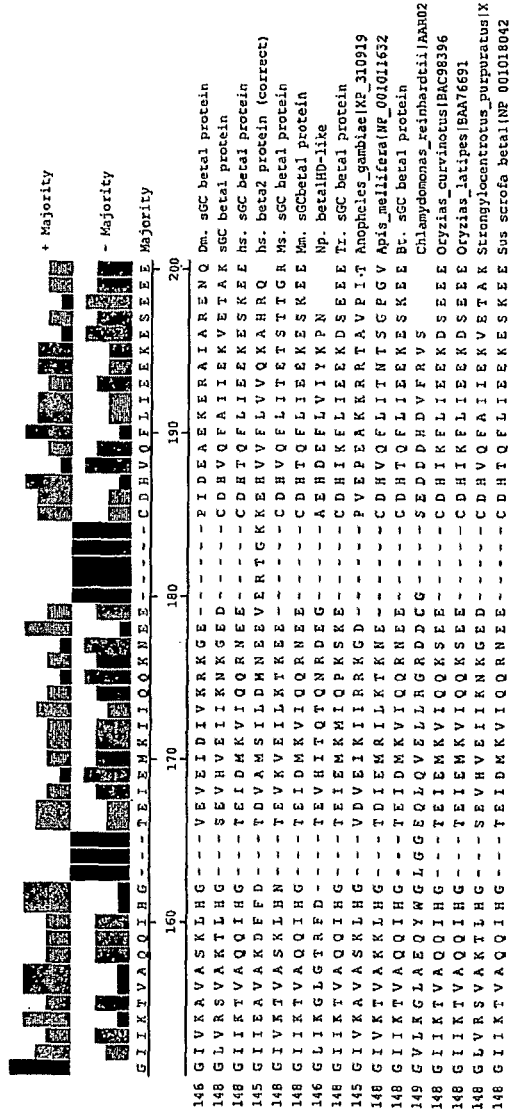 + Majority
- Majority
G I I K T V A Q Q I H G - - - T E I E M K I I Q Q K N E E - - - - - C D H V Q F L I E E K E S E E E Majority
160 170 180 190 200
146 G I V K A V A S K L H G - - - V E V E I D I V K R K G E - - - - - - P I D E A E K E R A I A R E N Q Dm. sGC beta1 protein
148 G L V R S V A K T L H G - - - S E V H V E I I K N K G E D - - - - - C D H V Q F A I I E K V E T A K sGC beta1 protein
148 G I I K T V A Q Q I H G - - - T E I D M K V I Q Q R N E E - - - - - C D H T Q F L I E E K E S K E E hs. sGC beta1 protein
145 G I I E A V A K D F F D - - - T D V A M S I L D M N E E V E R T G K K E H V V F L V V Q K A H R Q hs. beta2 protein (correct)
148 G I V K T V A S K L H N - - - T E V K V E I L K T K E E - - - - - - C D H V Q F L I T E T S T T G R Ms. sGC beta1 protein
148 G I I K T V A Q Q I H G - - - T E I D M K V I Q Q R N E E - - - - - C D H T Q F L I E E K E S K E E Mm. sGCbeta1 protein
146 G L I K G L G T R F D - - - - T E V H I T Q T Q N R D E G - - - - - A E H D E F L V I Y K P N Np. beta1HD-like
148 G I I K T V A Q Q I H G - - - T E I E M K M I Q P K S K E - - - - - C D H I K F L I E E K D S E E E Tr. sGC beta1 protein
148 G I V K A V A S K L H G - - - V D V E I K I I R R K G D - - - - - - P V E P E A K K R R T A V P I - T Anopheles_gambiae|XP_310919
148 G I V K T V A K K L H G - - - T D I E M R I L K T K N E - - - - - - C D H V Q F L I T N T S G P G V Apis_mellifera|NP_001011632
148 G I I K T V A Q Q I H G - - - T E I D M K V I Q Q R N E E - - - - - C D H T Q F L I E E K E S K E E Bt. sGC beta1 protein
149 G V L K G L A E Q Y W G L G G E Q L Q V E L L R G R D D C G - - - - S E D D D H D V F R V S Chlamydomonas_reinhardtii|AAR02
148 G I I K T V A Q Q I H G - - - T E I E M K V I Q Q K S E E - - - - - C D H I K F L I E E K D S E E E Oryzias_curvinotus|BAC98396
148 G I I K T V A Q Q I H G - - - T E I E M K V I Q Q K S E E - - - - - C D H I K F L I E E K D S E E E Oryzias_latipes|BAA76691
148 G L V R S V A K T L H G - - - S E V H V E I I K N K G E D - - - - - C D H V Q F A I I E K V E T A K Strongylocentrotus_purpuratus|X
148 G I I K T V A Q Q I H G - - - T E I D M K V I Q Q R N E E - - - - - C D H T Q F L I E E K E S K E E Sus scrofa beta1|NP 001018042